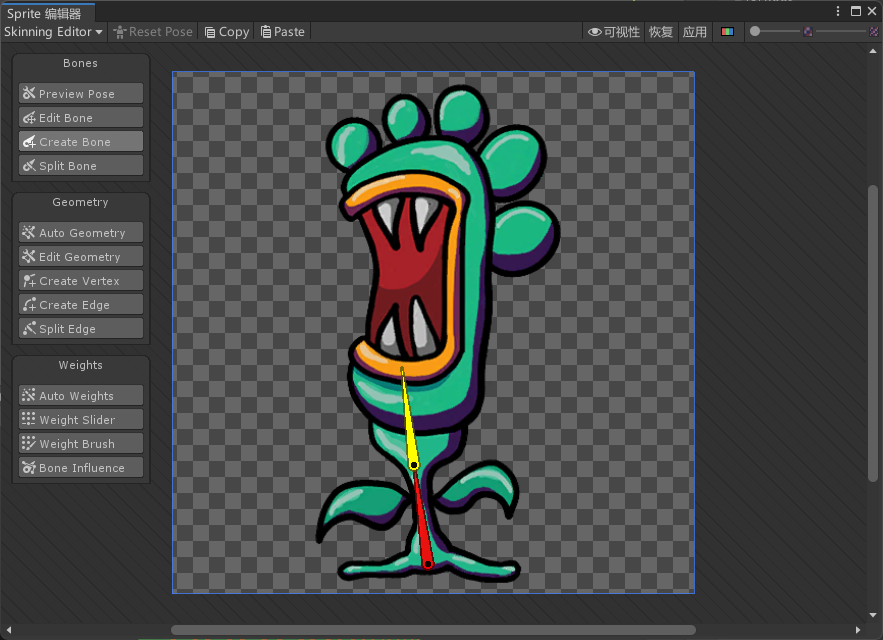 Sprite 编辑器
Skinning Editor Reset Pose Copy Paste 可视性 恢复 应用
Bones
Preview Pose
Edit Bone
Create Bone
Split Bone
Geometry
Auto Geometry
Edit Geometry
Create Vertex
Create Edge
Split Edge
Weights
Auto Weights
Weight Slider
Weight Brush
Bone Influence